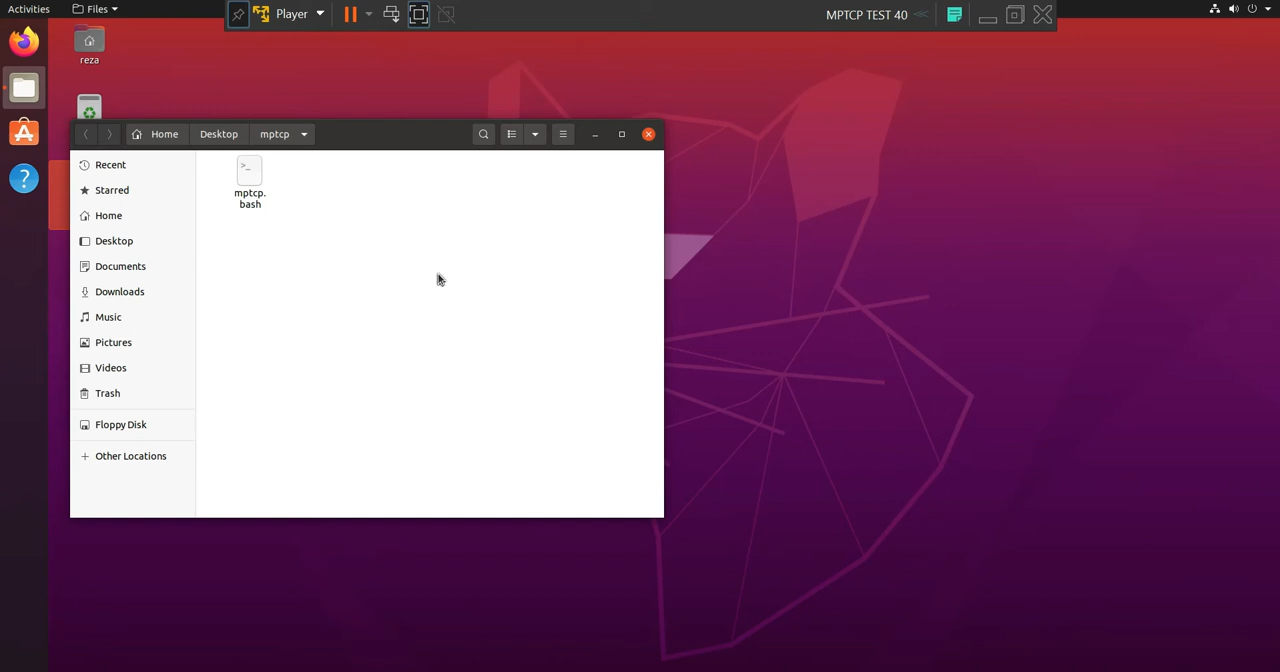 Activities
Files
Player
MPTCP TEST 40
reza
Home
Desktop
mptcp
Recent
Starred
Home
Desktop
Documents
Downloads
Music
Pictures
Videos
Trash
Floppy Disk
+ Other Locations
>_
mptcp.
bash
?